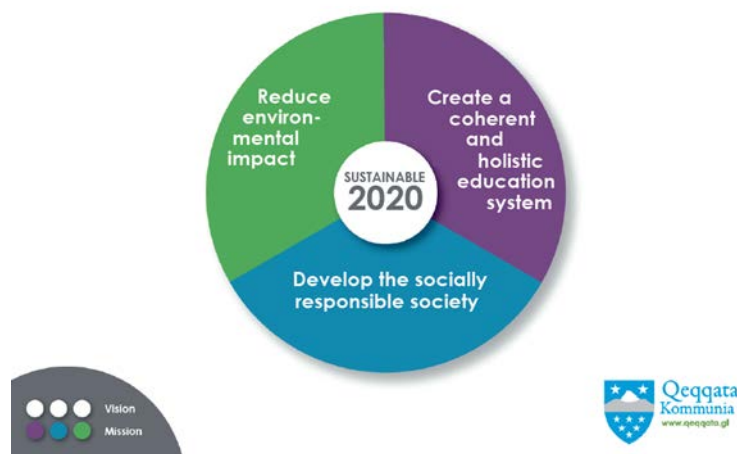 Reduce
environ-
mental
impact
Create a
coherent
and
holistic
education
system
SUSTAINABLE
2020
Develop the socially
responsible society
Vision
Mission
Qeqqata
Kommunia
www.qeqqata.gl